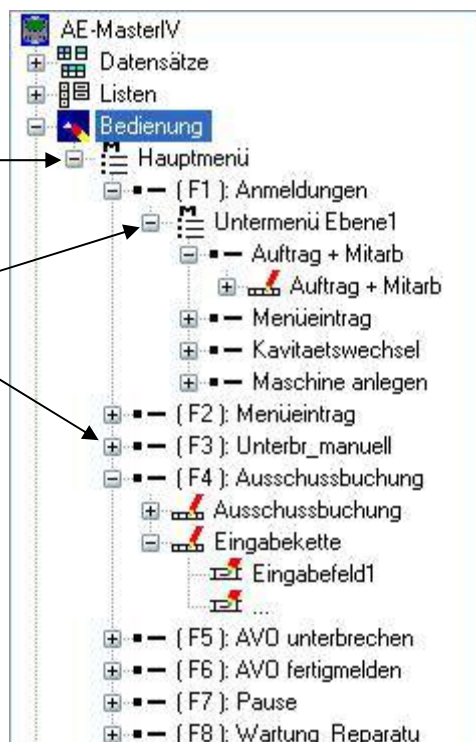 AE-MasterIV
Datensätze
Listen
Bedienung
Hauptmenü
( F1 ): Anmeldungen
Untermenü Ebene1
Auftrag + Mitarb
Auftrag + Mitarb
Menüeintrag
Kavitaetswechsel
Maschine anlegen
( F2 ): Menüeintrag
( F3 ): Unterbr_manuell
( F4 ): Ausschussbuchung
Ausschussbuchung
Eingabekette
Eingabefeld1
...
( F5 ): AVO unterbrechen
( F6 ): AVO fertigmelden
( F7 ): Pause
( F8 ): Wartung_Reparatu